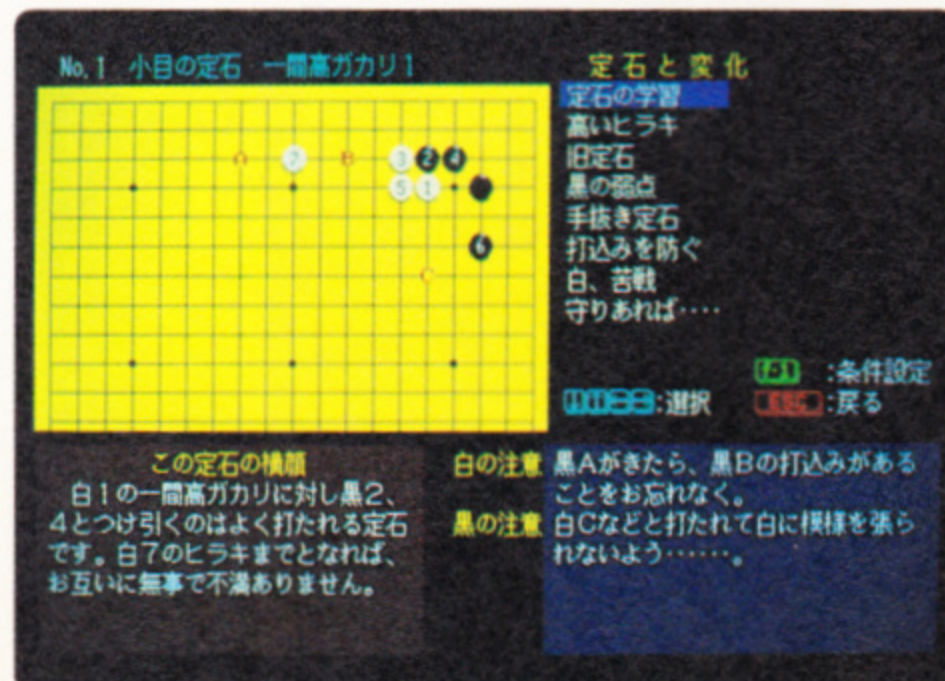 No.1 小目の定石 一間高ガカリ1
定石と変化
定石の学習
高いヒラキ
旧定石
黒の弱点
手抜き定石
打込みを防ぐ
白、苦戦
守りあれば‥‥
A 7 B 3 2 4
5 1
6
C
:条件設定
:選択
:戻る
この定石の横顔
白1の一間高ガカリに対し黒2、
4とつけ引くのはよく打たれる定石
です。白7のヒラキまでとなれば、
お互いに無事で不満ありません。
白の注意 黒Aがきたら、黒Bの打込みがある
ことをお忘れなく。
黒の注意 白Cなどと打たれて白に模様を張ら
れないよう……。